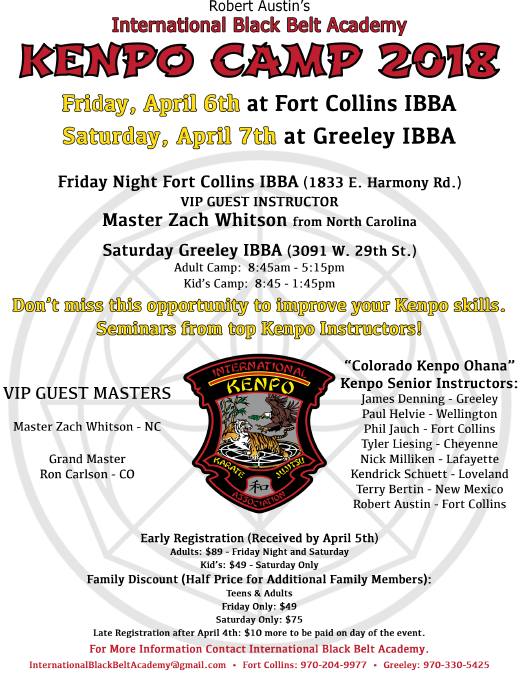 Robert Austin's
International Black Belt Academy
KENPO CAMP 2018
Friday, April 6th at Fort Collins IBBA
Saturday, April 7th at Greeley IBBA
Friday Night Fort Collins IBBA (1833 E. Harmony Rd.)
VIP GUEST INSTRUCTOR
Master Zach Whitson from North Carolina
Saturday Greeley IBBA (3091 W. 29th St.)
Adult Camp: 8:45am - 5:15pm
Kid's Camp: 8:45 - 1:45pm
Don't miss this opportunity to improve your Kenpo skills.
Seminars from top Kenpo Instructors!
VIP GUEST MASTERS
Master Zach Whitson - NC
Grand Master
Ron Carlson - CO
INTERNATIONAL
KENPO
KARATE
JIUJITSU
和
ASSOCIATION
"Colorado Kenpo Ohana"
Kenpo Senior Instructors:
James Denning - Greeley
Paul Helvie - Wellington
Phil Jauch - Fort Collins
Tyler Liesing - Cheyenne
Nick Milliken - Lafayette
Kendrick Schuett - Loveland
Terry Bertin - New Mexico
Robert Austin - Fort Collins
Early Registration (Received by April 5th)
Adults: $89 - Friday Night and Saturday
Kid's: $49 - Saturday Only
Family Discount (Half Price for Additional Family Members):
Teens & Adults
Friday Only: $49
Saturday Only: $75
Late Registration after April 4th: $10 more to be paid on day of the event.
For More Information Contact International Black Belt Academy.
InternationalBlackBeltAcademy@gmail.com • Fort Collins: 970-204-9977 • Greeley: 970-330-5425